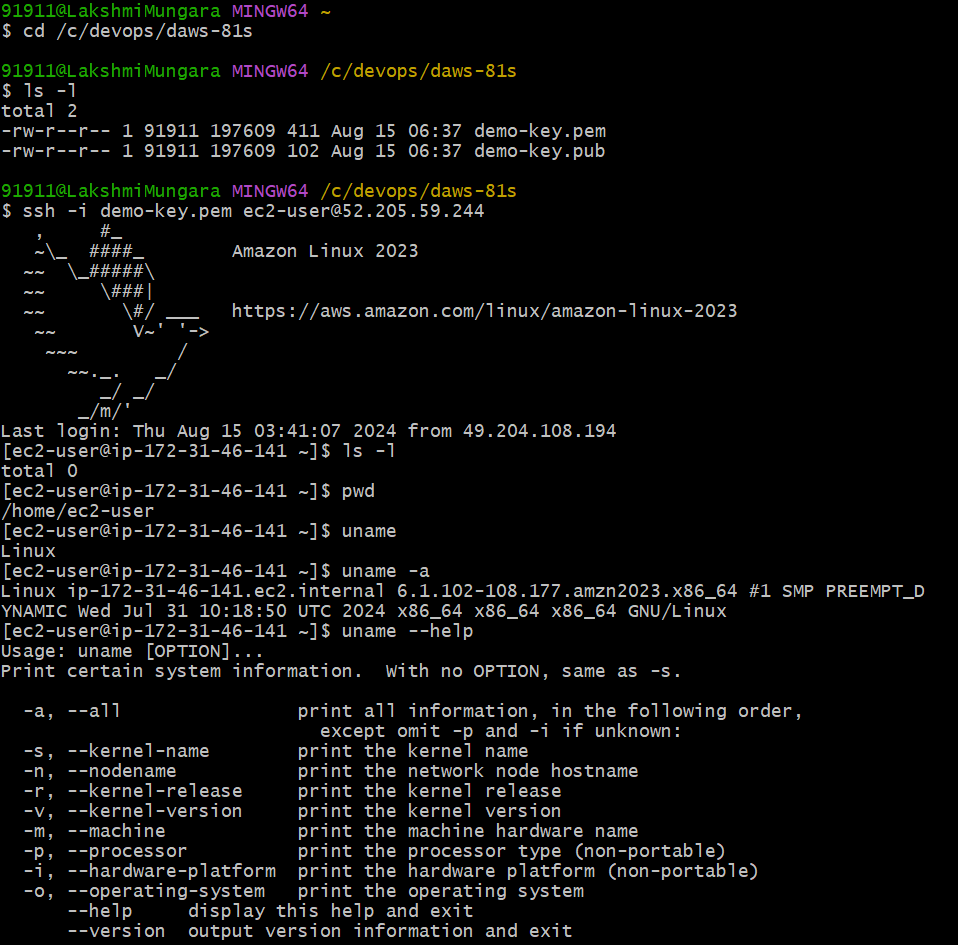 91911@LakshmiMungara MINGW64 ~
$ cd /c/devops/daws-81s

91911@LakshmiMungara MINGW64 /c/devops/daws-81s
$ ls -l
total 2
-rw-r--r-- 1 91911 197609 411 Aug 15 06:37 demo-key.pem
-rw-r--r-- 1 91911 197609 102 Aug 15 06:37 demo-key.pub

91911@LakshmiMungara MINGW64 /c/devops/daws-81s
$ ssh -i demo-key.pem ec2-user@52.205.59.244
   ,     #_
   ~\_  ####_        Amazon Linux 2023
  ~~  \_#####\
  ~~     \###|
  ~~       \#/ ___   https://aws.amazon.com/linux/amazon-linux-2023
   ~~       V~' '->
    ~~~         /
      ~~._.   _/
         _/ _/
       _/m/'
Last login: Thu Aug 15 03:41:07 2024 from 49.204.108.194
[ec2-user@ip-172-31-46-141 ~]$ ls -l
total 0
[ec2-user@ip-172-31-46-141 ~]$ pwd
/home/ec2-user
[ec2-user@ip-172-31-46-141 ~]$ uname
Linux
[ec2-user@ip-172-31-46-141 ~]$ uname -a
Linux ip-172-31-46-141.ec2.internal 6.1.102-108.177.amzn2023.x86_64 #1 SMP PREEMPT_D
YNAMIC Wed Jul 31 10:18:50 UTC 2024 x86_64 x86_64 x86_64 GNU/Linux
[ec2-user@ip-172-31-46-141 ~]$ uname --help
Usage: uname [OPTION]...
Print certain system information.  With no OPTION, same as -s.

  -a, --all                print all information, in the following order,
                             except omit -p and -i if unknown:
  -s, --kernel-name        print the kernel name
  -n, --nodename           print the network node hostname
  -r, --kernel-release     print the kernel release
  -v, --kernel-version     print the kernel version
  -m, --machine            print the machine hardware name
  -p, --processor          print the processor type (non-portable)
  -i, --hardware-platform  print the hardware platform (non-portable)
  -o, --operating-system   print the operating system
      --help     display this help and exit
      --version  output version information and exit